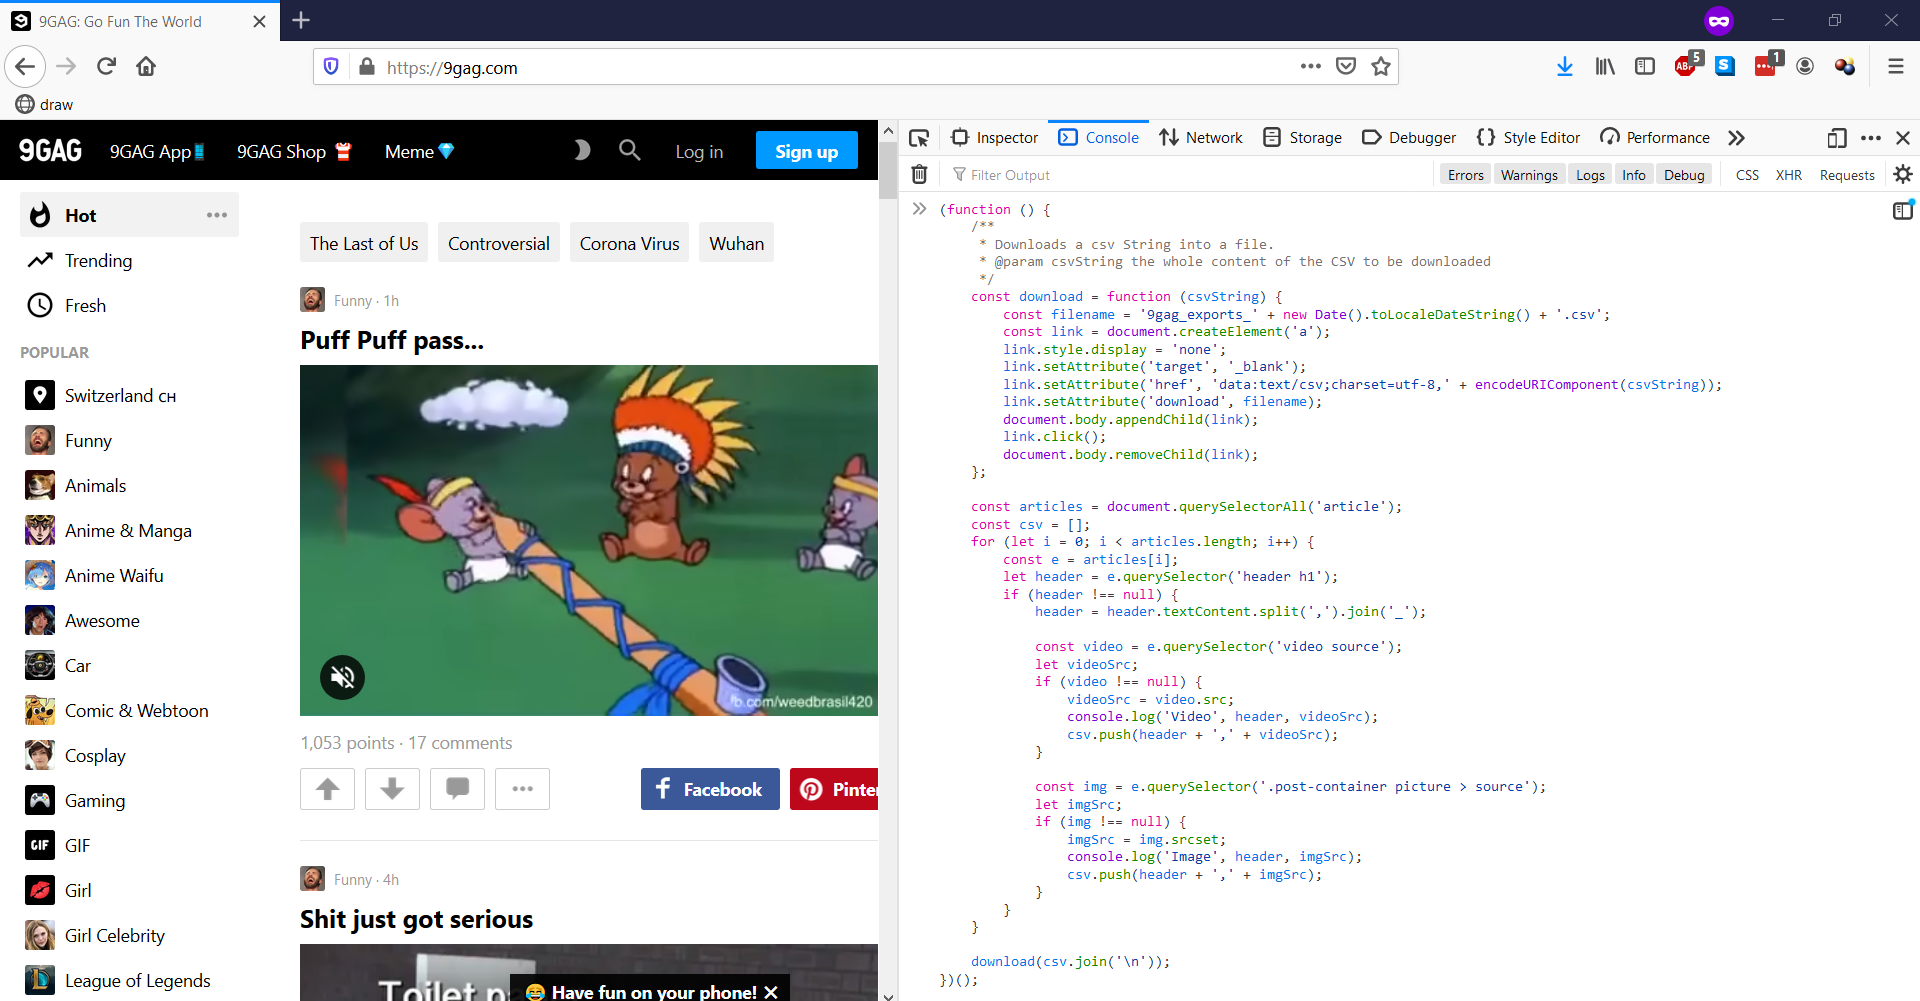 9GAG: Go Fun The World
https://9gag.com
5
S
1
ABP
draw
9GAG
9GAG App
9GAG Shop
Meme
Log in
Sign up
Hot
Trending
Fresh
POPULAR
Switzerland CH
Funny
Animals
Anime & Manga
Anime Waifu
Awesome
Car
Comic & Webtoon
Cosplay
Gaming
GIF
GIF
Girl
Girl Celebrity
League of Legends
The Last of Us
Controversial
Corona Virus
Wuhan
Funny · 1h
Puff Puff pass...
fb.com/weedbrasil420
1,053 points · 17 comments
Facebook
Pinter
Funny · 4h
Shit just got serious
Toilet pa
Have fun on your phone!
Inspector
Console
Network
Storage
Debugger
Style Editor
Performance
Filter Output
Errors
Warnings
Logs
Info
Debug
CSS
XHR
Requests
(function () {
/**
* Downloads a csv String into a file.
* @param csvString the whole content of the CSV to be downloaded
*/
const download = function (csvString) {
const filename = '9gag_exports_' + new Date().toLocaleDateString() + '.csv';
const link = document.createElement('a');
link.style.display = 'none';
link.setAttribute('target', '_blank');
link.setAttribute('href', 'data:text/csv;charset=utf-8,' + encodeURIComponent(csvString));
link.setAttribute('download', filename);
document.body.appendChild(link);
link.click();
document.body.removeChild(link);
};
const articles = document.querySelectorAll('article');
const csv = [];
for (let i = 0; i < articles.length; i++) {
const e = articles[i];
let header = e.querySelector('header h1');
if (header !== null) {
header = header.textContent.split(',').join('_');
const video = e.querySelector('video source');
let videoSrc;
if (video !== null) {
videoSrc = video.src;
console.log('Video', header, videoSrc);
csv.push(header + ',' + videoSrc);
}
const img = e.querySelector('.post-container picture > source');
let imgSrc;
if (img !== null) {
imgSrc = img.srcset;
console.log('Image', header, imgSrc);
csv.push(header + ',' + imgSrc);
}
}
}
download(csv.join('\n'));
})();